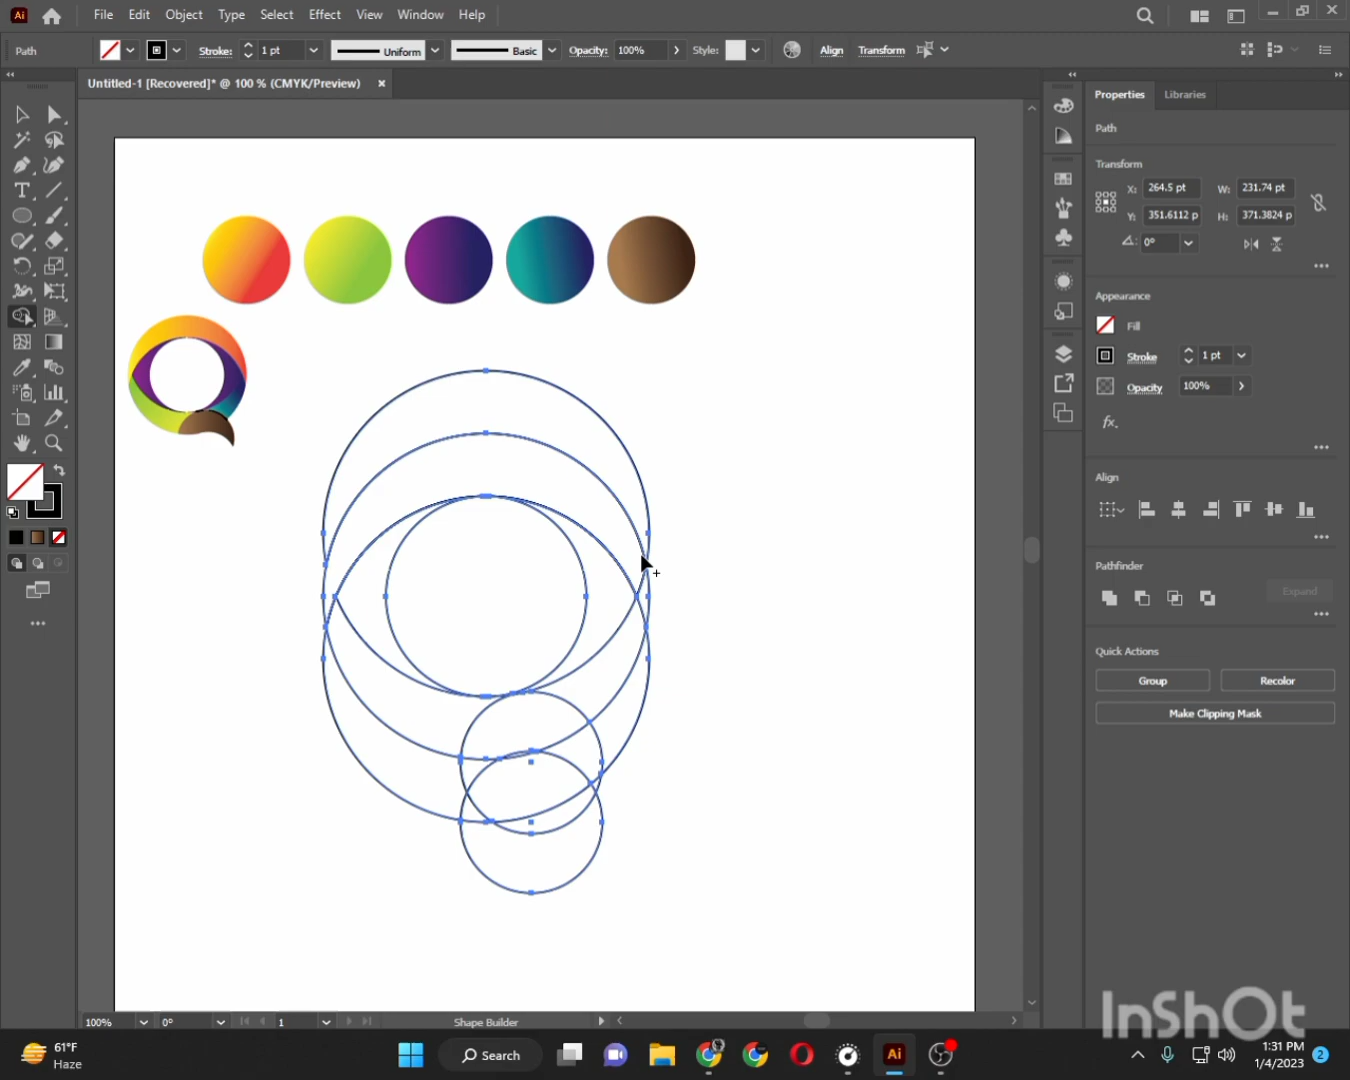 Ai File Edit Object Type Select Effect View Window Help
Path Stroke: 1 pt Uniform Basic Opacity: 100% Style: Align Transform
Untitled-1 [Recovered]* @ 100 % (CMYK/Preview) ×
Properties Libraries
Path
Transform
X: 264.5 pt W: 231.74 pt
Y: 351.6112 p H: 371.3824 p
0°
Appearance
Fill
Stroke 1 pt
Opacity 100%
fx.
Align
Pathfinder
Expand
Quick Actions
Group Recolor
Make Clipping Mask
InShOt
100% 0° 1 Shape Builder
61°F
Haze
Search
Ai
1:31 PM
1/4/2023
2